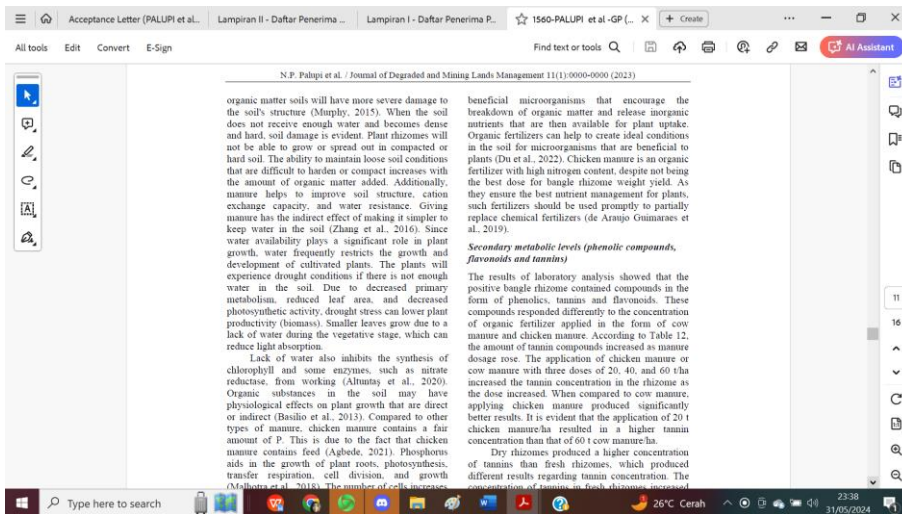 Acceptance Letter (PALUPI et al...
Lampiran II - Daftar Penerima ...
Lampiran I - Daftar Penerima P...
1560-PALUPI et al -GP (...
+ Create
All tools
Edit
Convert
E-Sign
Find text or tools
AI Assistant
N.P. Palupi et al. / Journal of Degraded and Mining Lands Management 11(1):0000-0000 (2023)
organic matter soils will have more severe damage to
the soil's structure (Murphy, 2015). When the soil
does not receive enough water and becomes dense
and hard, soil damage is evident. Plant rhizomes will
not be able to grow or spread out in compacted or
hard soil. The ability to maintain loose soil conditions
that are difficult to harden or compact increases with
the amount of organic matter added. Additionally,
manure helps to improve soil structure, cation
exchange capacity, and water resistance. Giving
manure has the indirect effect of making it simpler to
keep water in the soil (Zhang et al., 2016). Since
water availability plays a significant role in plant
growth, water frequently restricts the growth and
development of cultivated plants. The plants will
experience drought conditions if there is not enough
water in the soil. Due to decreased primary
metabolism, reduced leaf area, and decreased
photosynthetic activity, drought stress can lower plant
productivity (biomass). Smaller leaves grow due to a
lack of water during the vegetative stage, which can
reduce light absorption.
Lack of water also inhibits the synthesis of
chlorophyll and some enzymes, such as nitrate
reductase, from working (Altuntaş et al., 2020).
Organic substances in the soil may have
physiological effects on plant growth that are direct
or indirect (Basilio et al., 2013). Compared to other
types of manure, chicken manure contains a fair
amount of P. This is due to the fact that chicken
manure contains feed (Agbede, 2021). Phosphorus
aids in the growth of plant roots, photosynthesis,
transfer respiration, cell division, and growth
(Malhotra et al., 2018). The number of cells increases
beneficial microorganisms that encourage the
breakdown of organic matter and release inorganic
nutrients that are then available for plant uptake.
Organic fertilizers can help to create ideal conditions
in the soil for microorganisms that are beneficial to
plants (Du et al., 2022). Chicken manure is an organic
fertilizer with high nitrogen content, despite not being
the best dose for bangle rhizome weight yield. As
they ensure the best nutrient management for plants,
such fertilizers should be used promptly to partially
replace chemical fertilizers (de Araujo Guimaraes et
al., 2019).
Secondary metabolic levels (phenolic compounds,
flavonoids and tannins)
The results of laboratory analysis showed that the
positive bangle rhizome contained compounds in the
form of phenolics, tannins and flavonoids. These
compounds responded differently to the concentration
of organic fertilizer applied in the form of cow
manure and chicken manure. According to Table 12,
the amount of tannin compounds increased as manure
dosage rose. The application of chicken manure or
cow manure with three doses of 20, 40, and 60 t/ha
increased the tannin concentration in the rhizome as
the dose increased. When compared to cow manure,
applying chicken manure produced significantly
better results. It is evident that the application of 20 t
chicken manure/ha resulted in a higher tannin
concentration than that of 60 t cow manure/ha.
Dry rhizomes produced a higher concentration
of tannins than fresh rhizomes, which produced
different results regarding tannin concentration. The
concentration of tannins in fresh rhizomes increased
11
16
Type here to search
26°C Cerah
23:38
31/05/2024